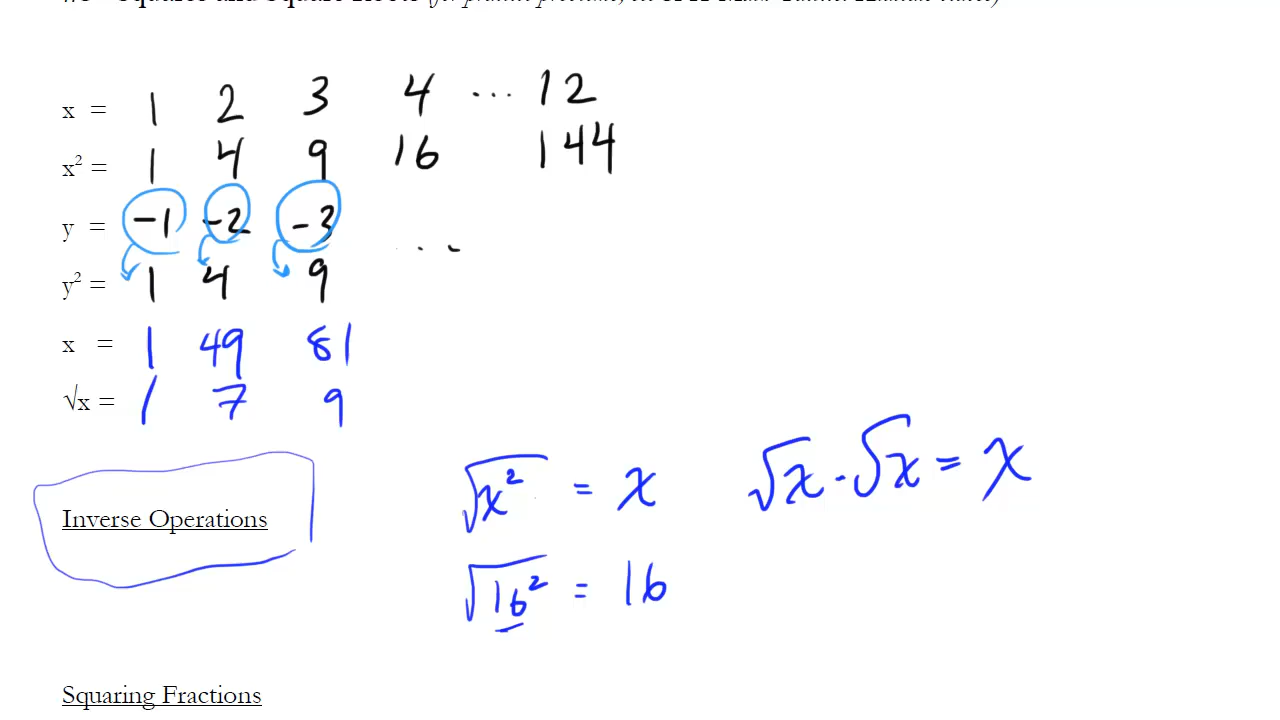 x = 1 2 3 4 ... 12
x² = 1 4 9 16 144
y = -1 -2 -3
y² = 1 4 9 ...
x = 1 49 81
√x = 1 7 9
√x² = x √x · √x = x
Inverse Operations
√16² = 16
Squaring Fractions